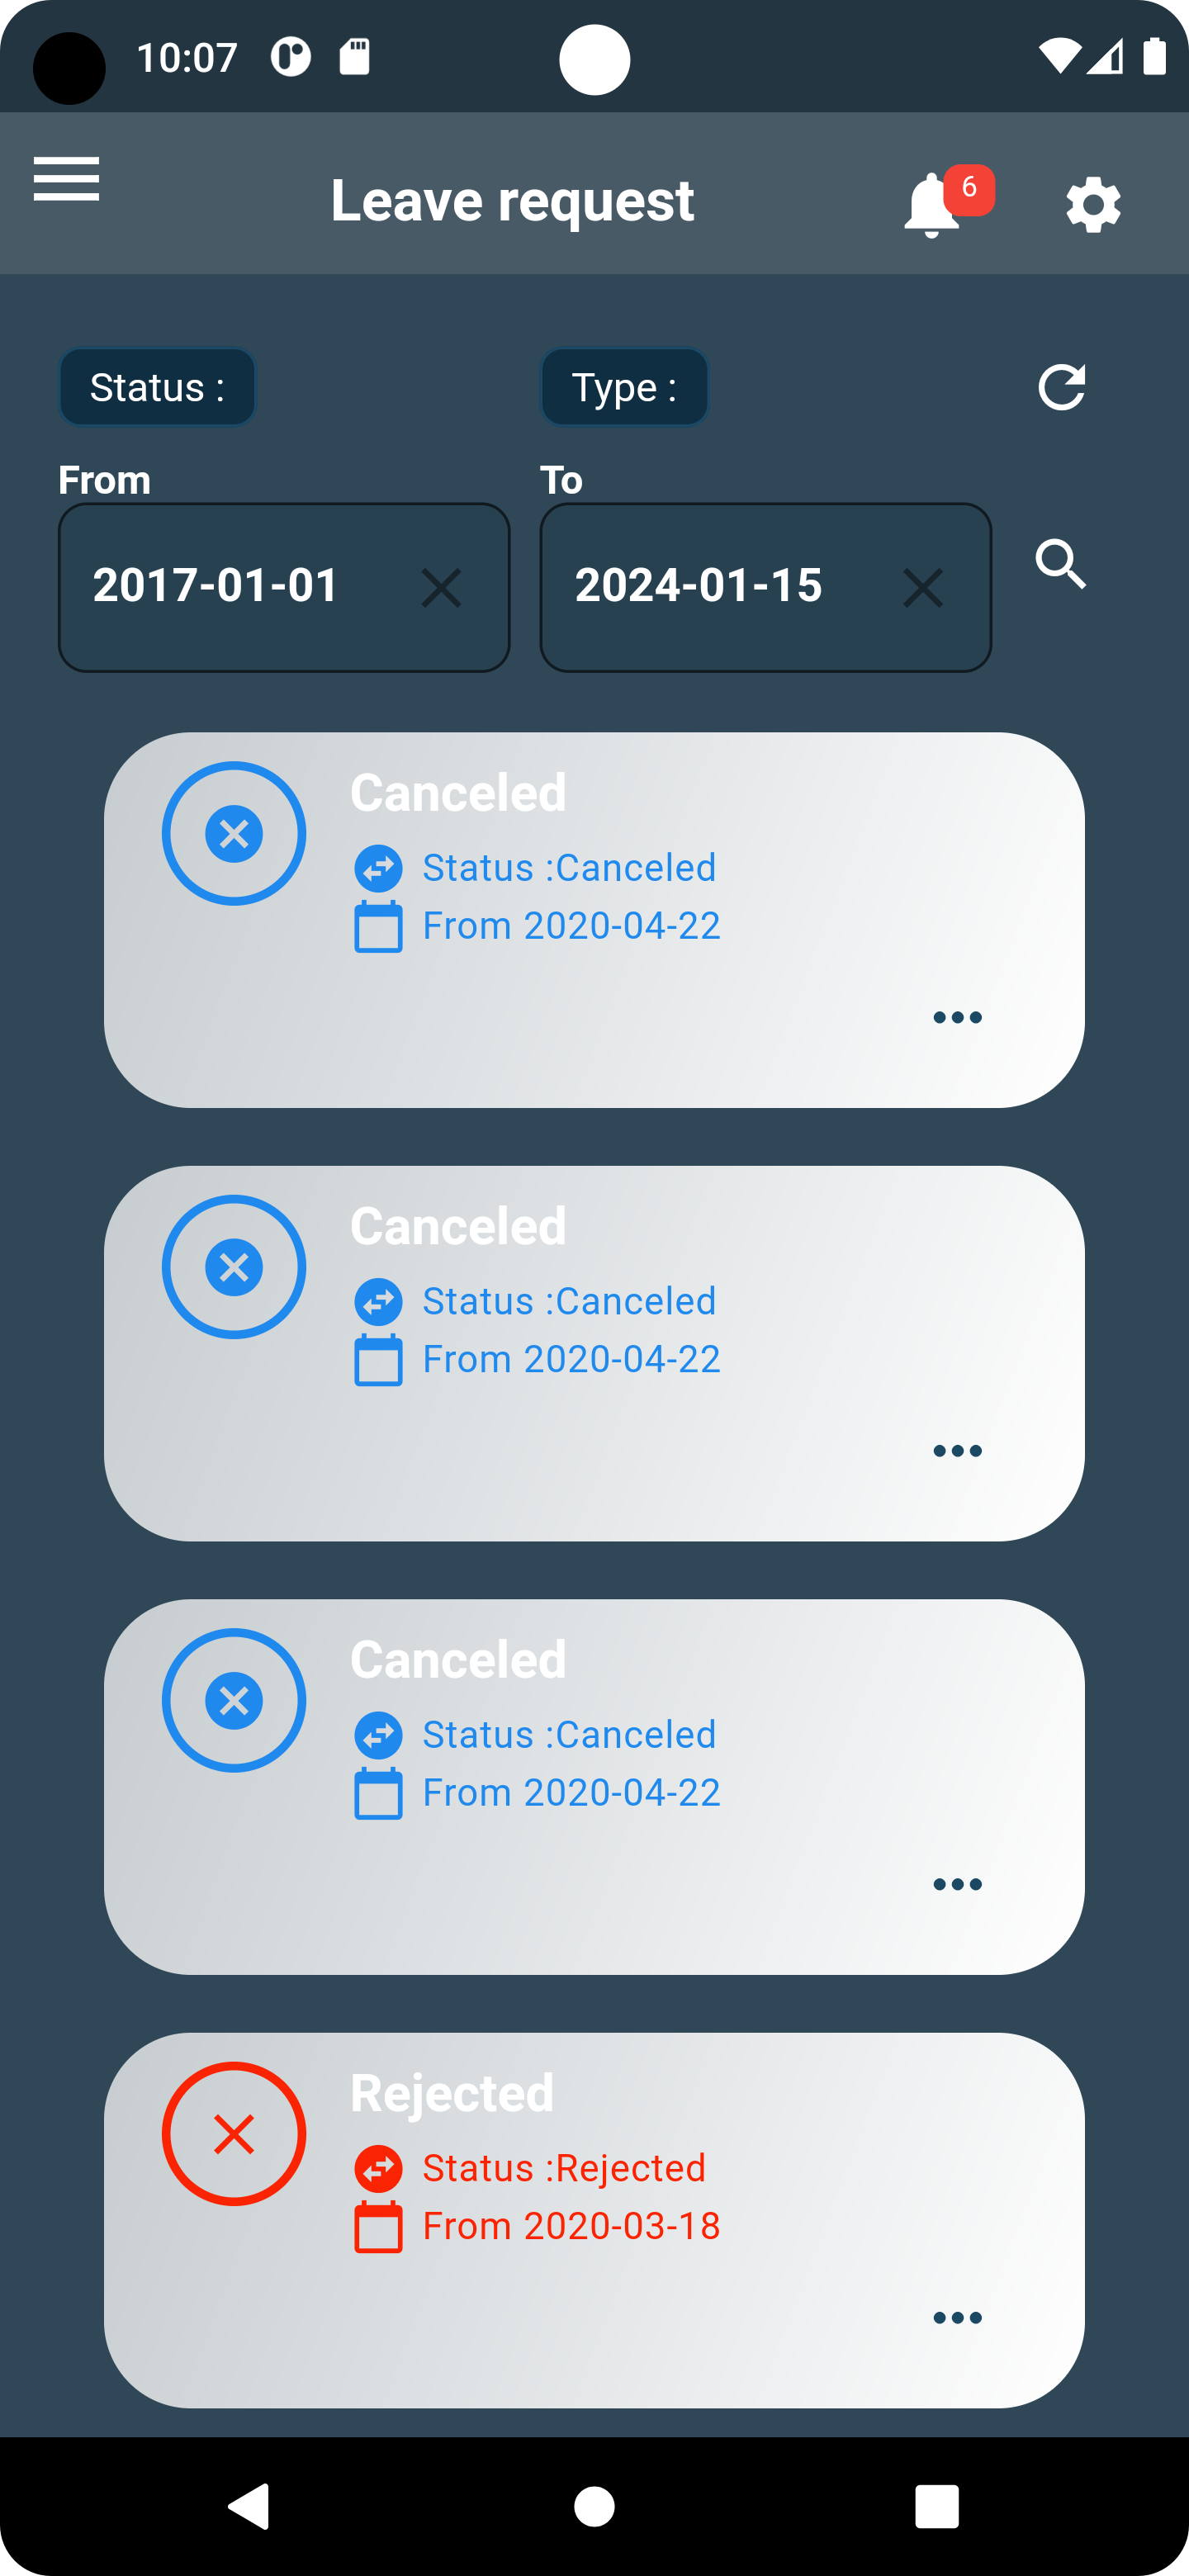 10:07
Leave request
6
Status :
Type :
From
To
2017-01-01
2024-01-15
Canceled
Status :Canceled
From 2020-04-22
Canceled
Status :Canceled
From 2020-04-22
Canceled
Status :Canceled
From 2020-04-22
Rejected
Status :Rejected
From 2020-03-18